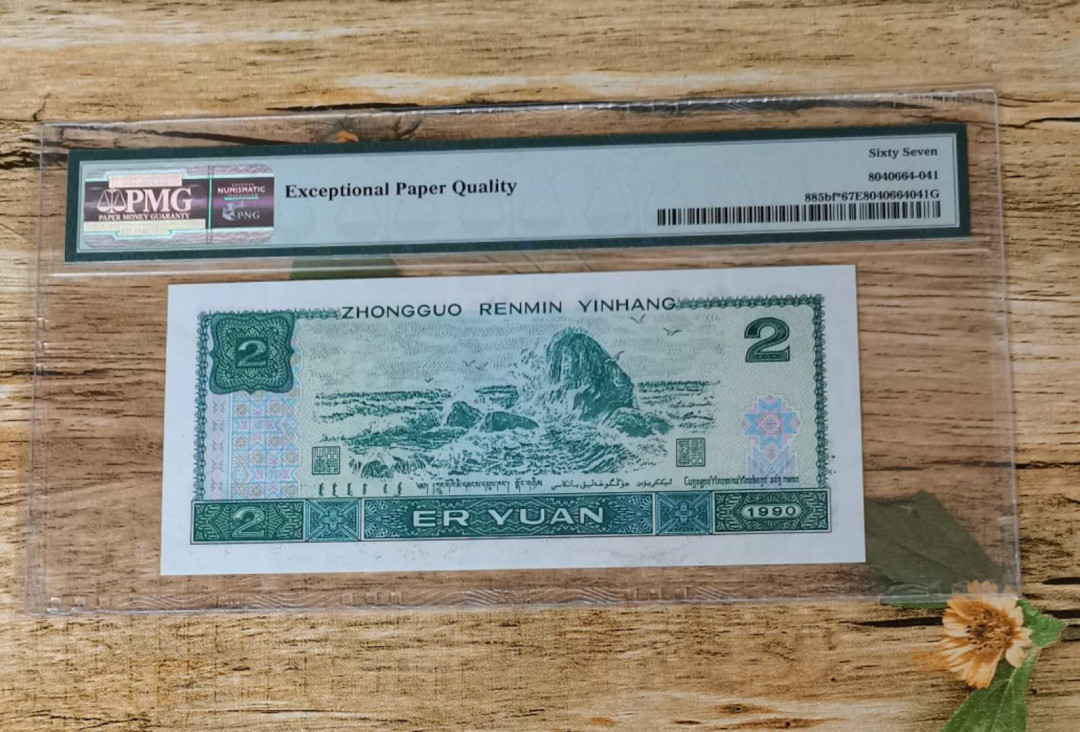 PMG
PAPER MONEY GUARANTY
NUMISMATIC
PNG
Exceptional Paper Quality
Sixty Seven
8040664-041
885bf*67E8040664041G
ZHONGGUO RENMIN YINHANG
2
2
2
ER YUAN
1990